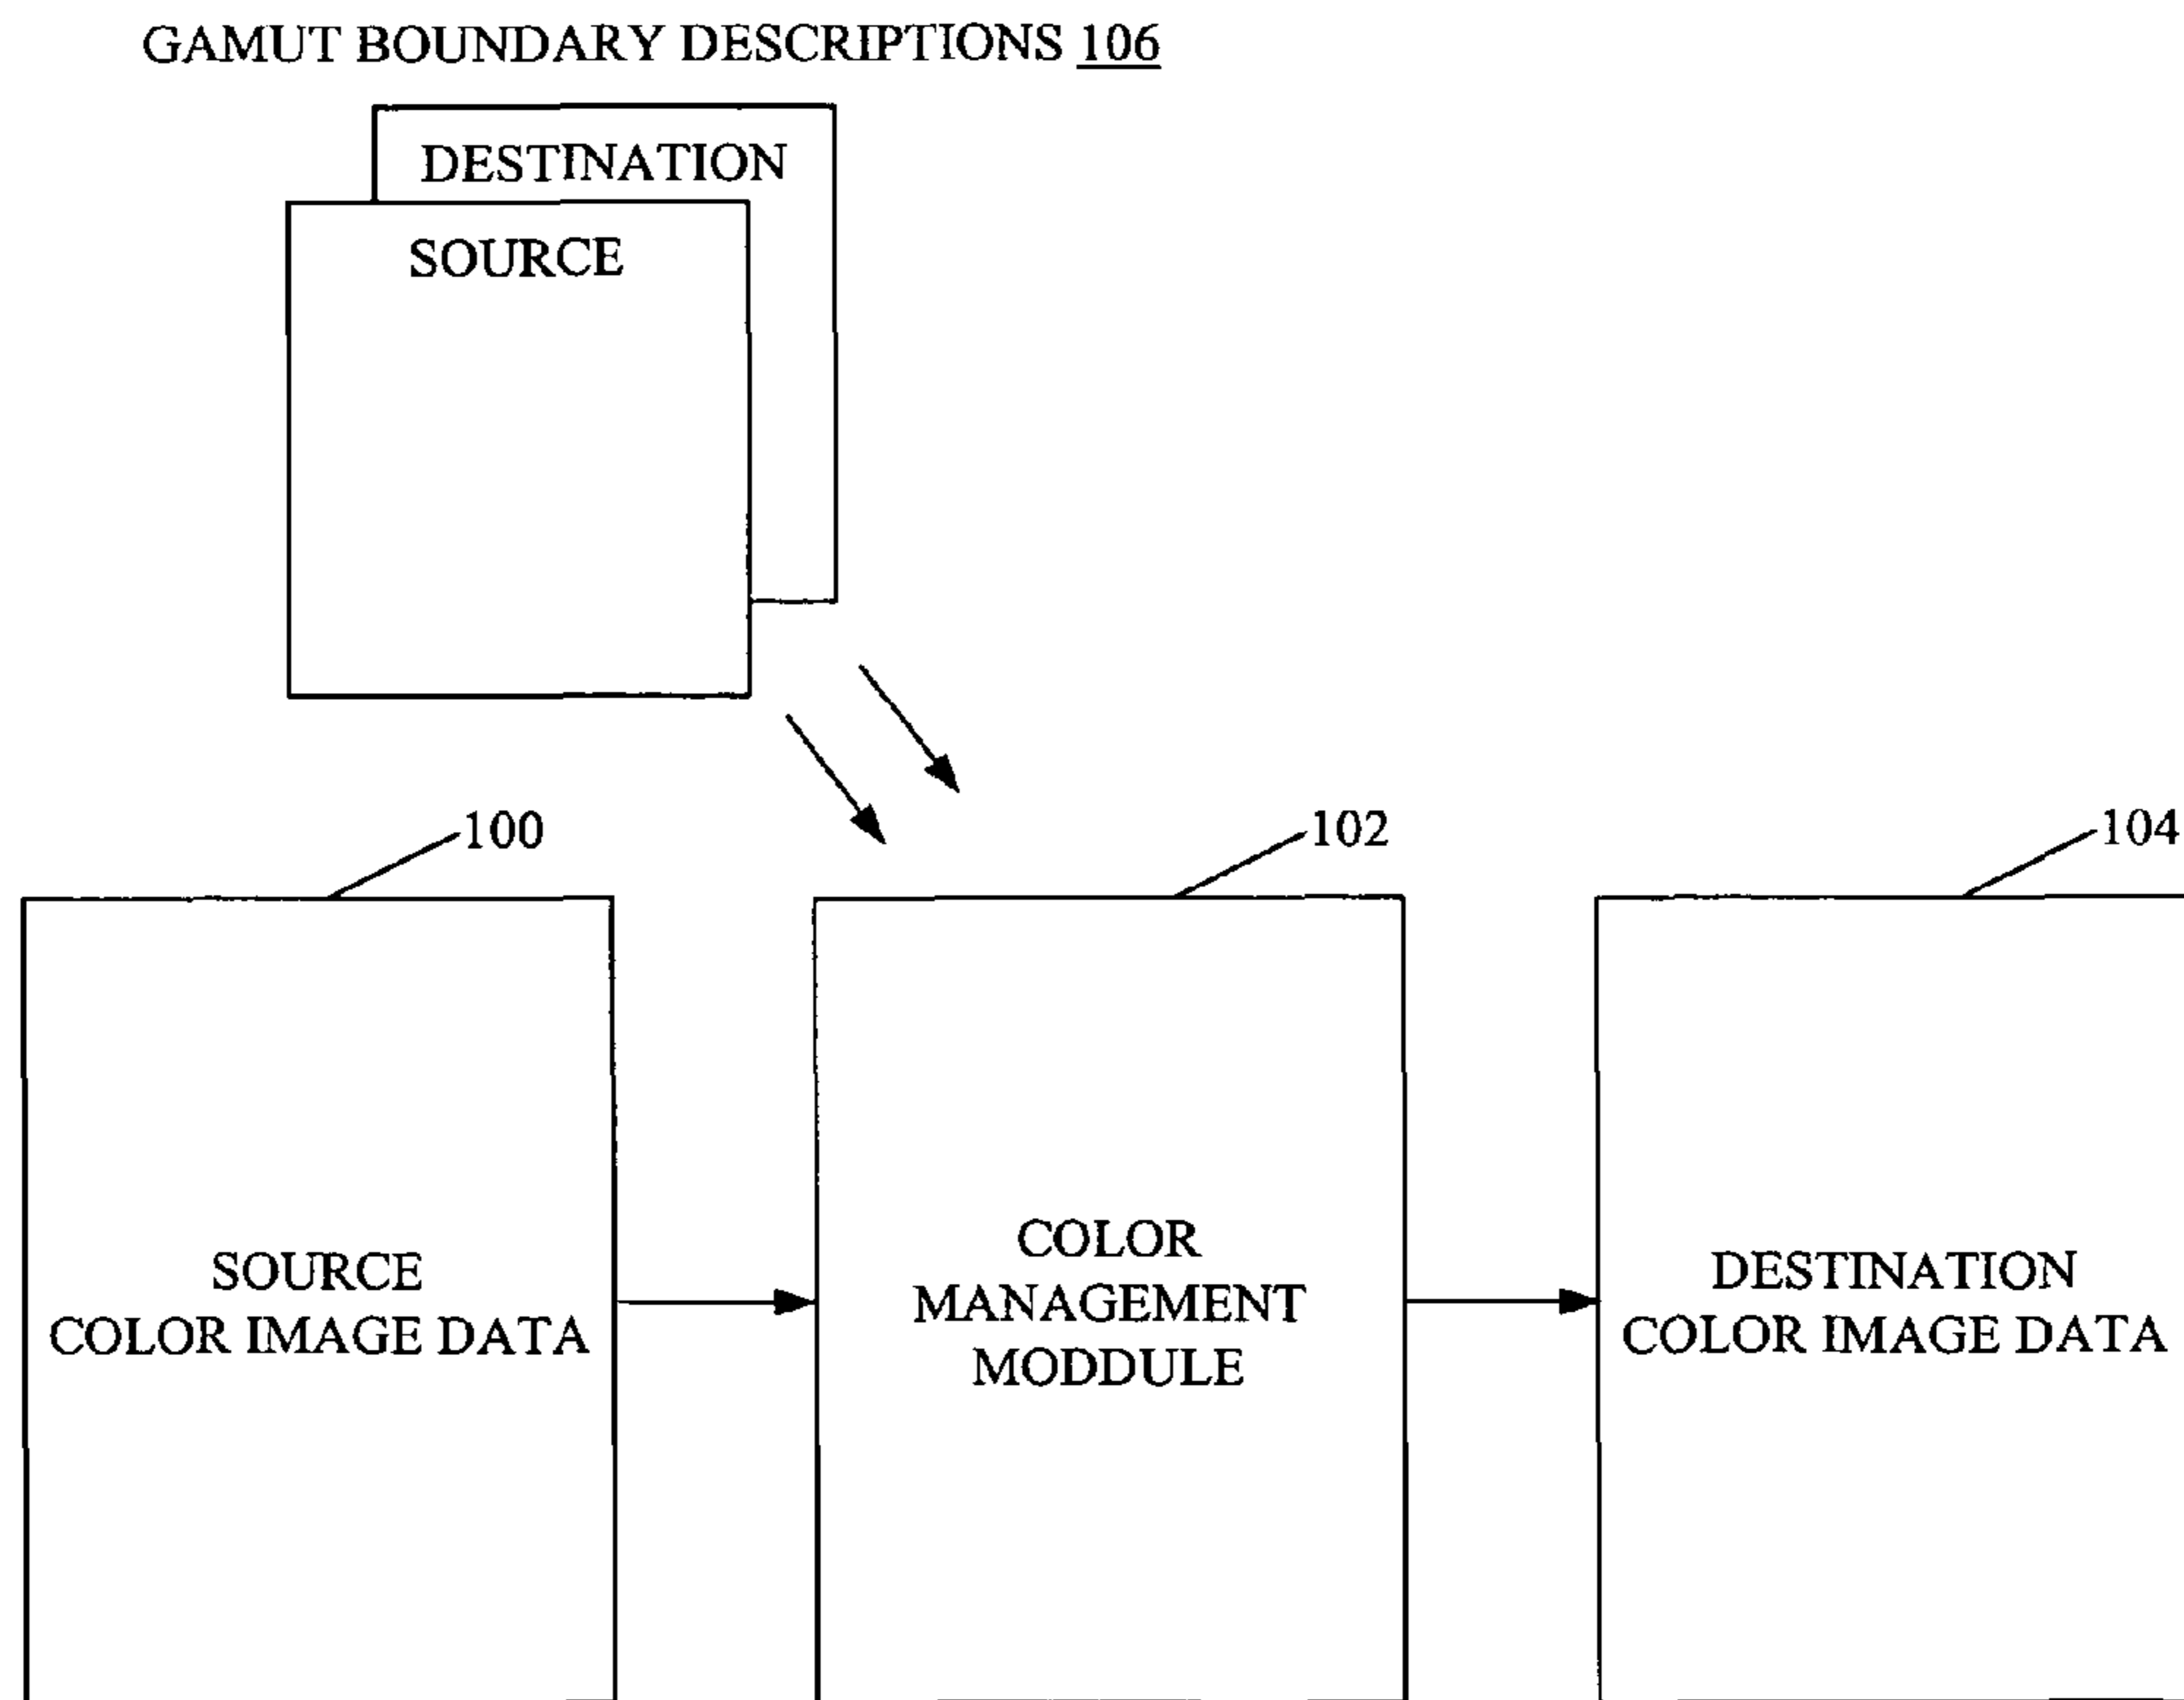 GAMUT BOUNDARY DESCRIPTIONS 106
DESTINATION
SOURCE
100
102
104
SOURCE
COLOR IMAGE DATA
COLOR
MANAGEMENT
MODDULE
DESTINATION
COLOR IMAGE DATA